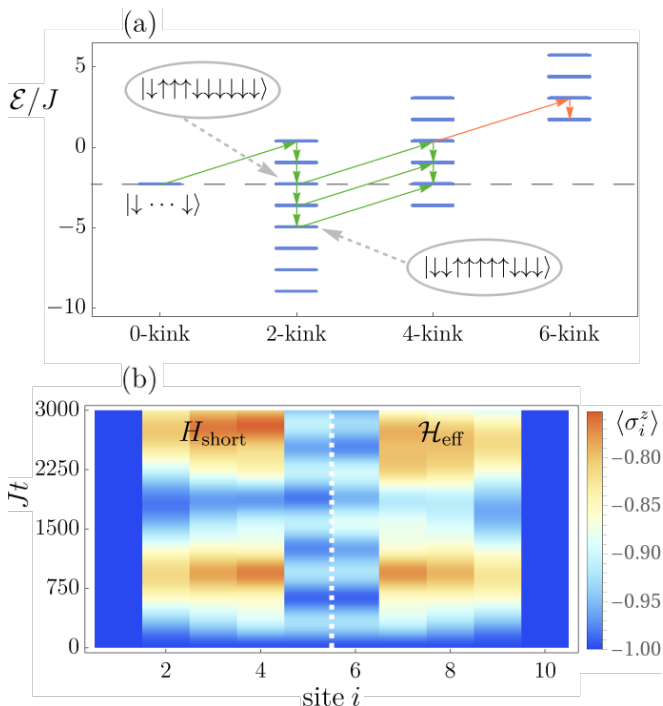 (a)
ℰ/J
5
0
−5
−10
|↓↑↑↑↓↓↓↓↓↓⟩
|↓ ⋯ ↓⟩
|↓↓↑↑↑↑↑↓↓↓⟩
0-kink 2-kink 4-kink 6-kink
(b)
Jt
3000
2250
1500
750
0
H_short
ℋ_eff
⟨σ_i^z⟩
−0.80
−0.85
−0.90
−0.95
−1.00
2 4 6 8 10
site i